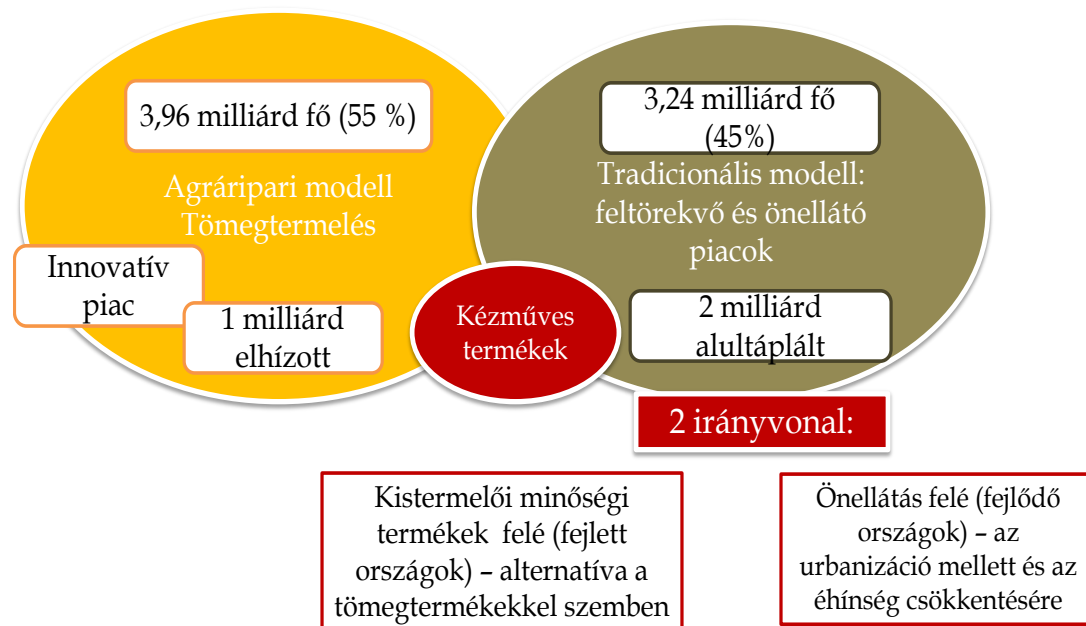 3,96 milliárd fő (55 %)
Agráripari modell
Tömegtermelés
Innovatív
piac
1 milliárd
elhízott
Kézműves
termékek
3,24 milliárd fő
(45%)
Tradicionális modell:
feltörekvő és önellátó
piacok
2 milliárd
alultáplált
2 irányvonal:
Kistermelői minőségi
termékek felé (fejlett
országok) – alternatíva a
tömegtermékekkel szemben
Önellátás felé (fejlődő
országok) – az
urbanizáció mellett és az
éhínség csökkentésére